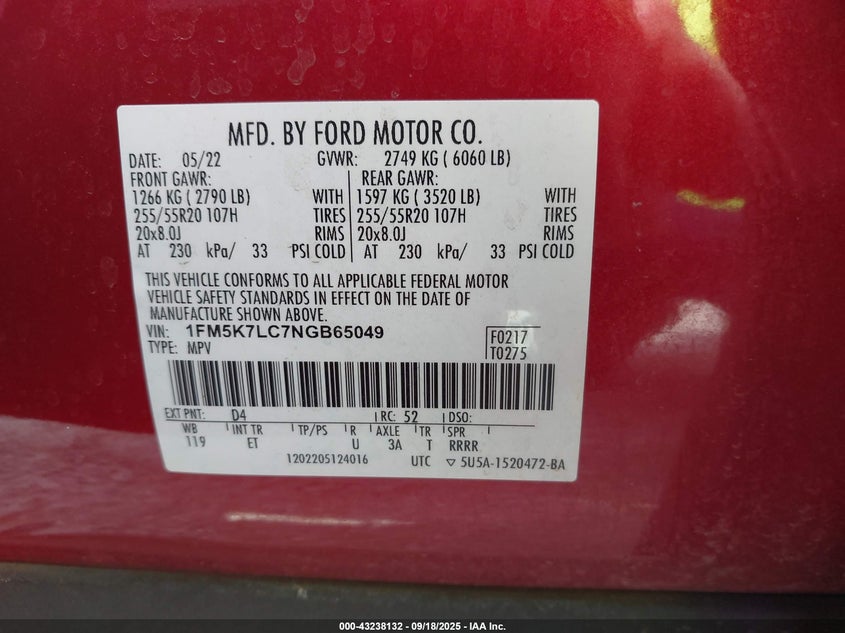 MFD. BY FORD MOTOR CO.
DATE: 05/22 GVWR: 2749 KG ( 6060 LB)
FRONT GAWR: REAR GAWR:
1266 KG ( 2790 LB) WITH 1597 KG ( 3520 LB) WITH
255/55R20 107H TIRES 255/55R20 107H TIRES
20x8.0J RIMS 20x8.0J RIMS
AT 230 kPa/ 33 PSI COLD AT 230 kPa/ 33 PSI COLD
THIS VEHICLE CONFORMS TO ALL APPLICABLE FEDERAL MOTOR
VEHICLE SAFETY STANDARDS IN EFFECT ON THE DATE OF
MANUFACTURE SHOWN ABOVE.
VIN: 1FM5K7LC7NGB65049 F0217
TYPE: MPV T0275
EXT PNT: D4 RC: 52 DSO:
WB INT TR TP/PS R AXLE TR SPR
119 ET U 3A T RRRR
1202205124016 UTC ▽ 5U5A-1520472-BA
000-43238132 - 09/18/2025 - IAA Inc.